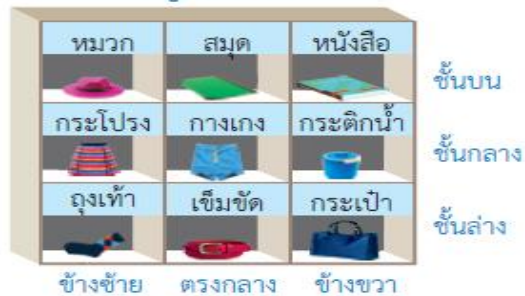 หมวก สมุด หนังสือ
ชั้นบน
กระโปรง กางเกง กระติกน้ำ
ชั้นกลาง
ถุงเท้า เข็มขัด กระเป๋า
ชั้นล่าง
ข้างซ้าย ตรงกลาง ข้างขวา